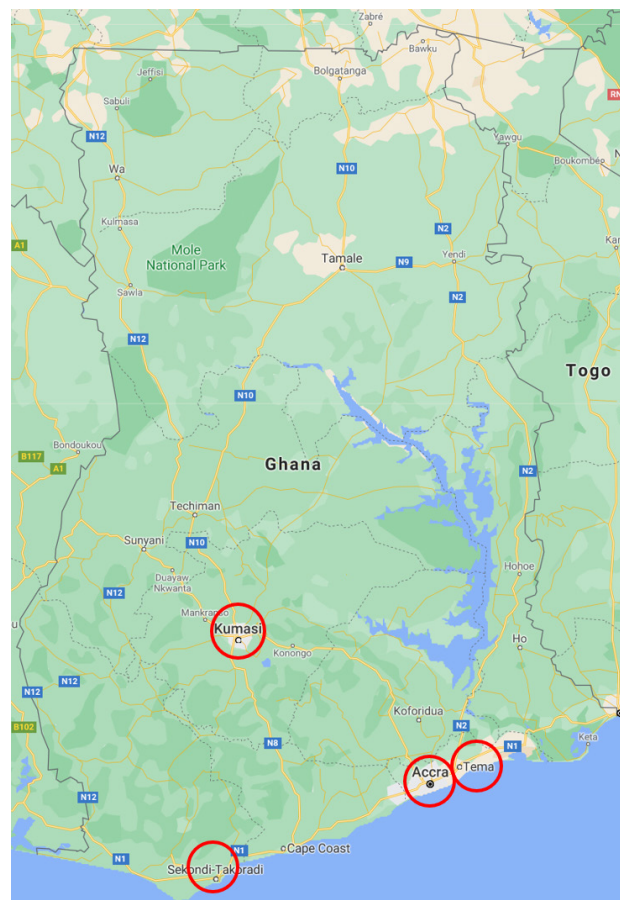 Zabré
Bawku
Bolgatanga
Jeffisi
Sabuli
RN
N12
Yawgu
N
Boukombé
Wa
N10
Kulmasa
N2
Kar
A1
Mole
National Park
Tamale
N9
Yendi
Sawla
N2
N12
Togo
N10
Bondoukou
B117
A1
Ghana
N2
Techiman
Sunyani
N10
Hohoe
Duayaw
Nkwanta
N12
Mankranso
u
Kumasi
Ho
Konongo
N12
N12
Koforidua
B102
N2
Keta
N8
N1
Accra
Tema
N12
N1
Cape Coast
N1
Sekondi-Takoradi